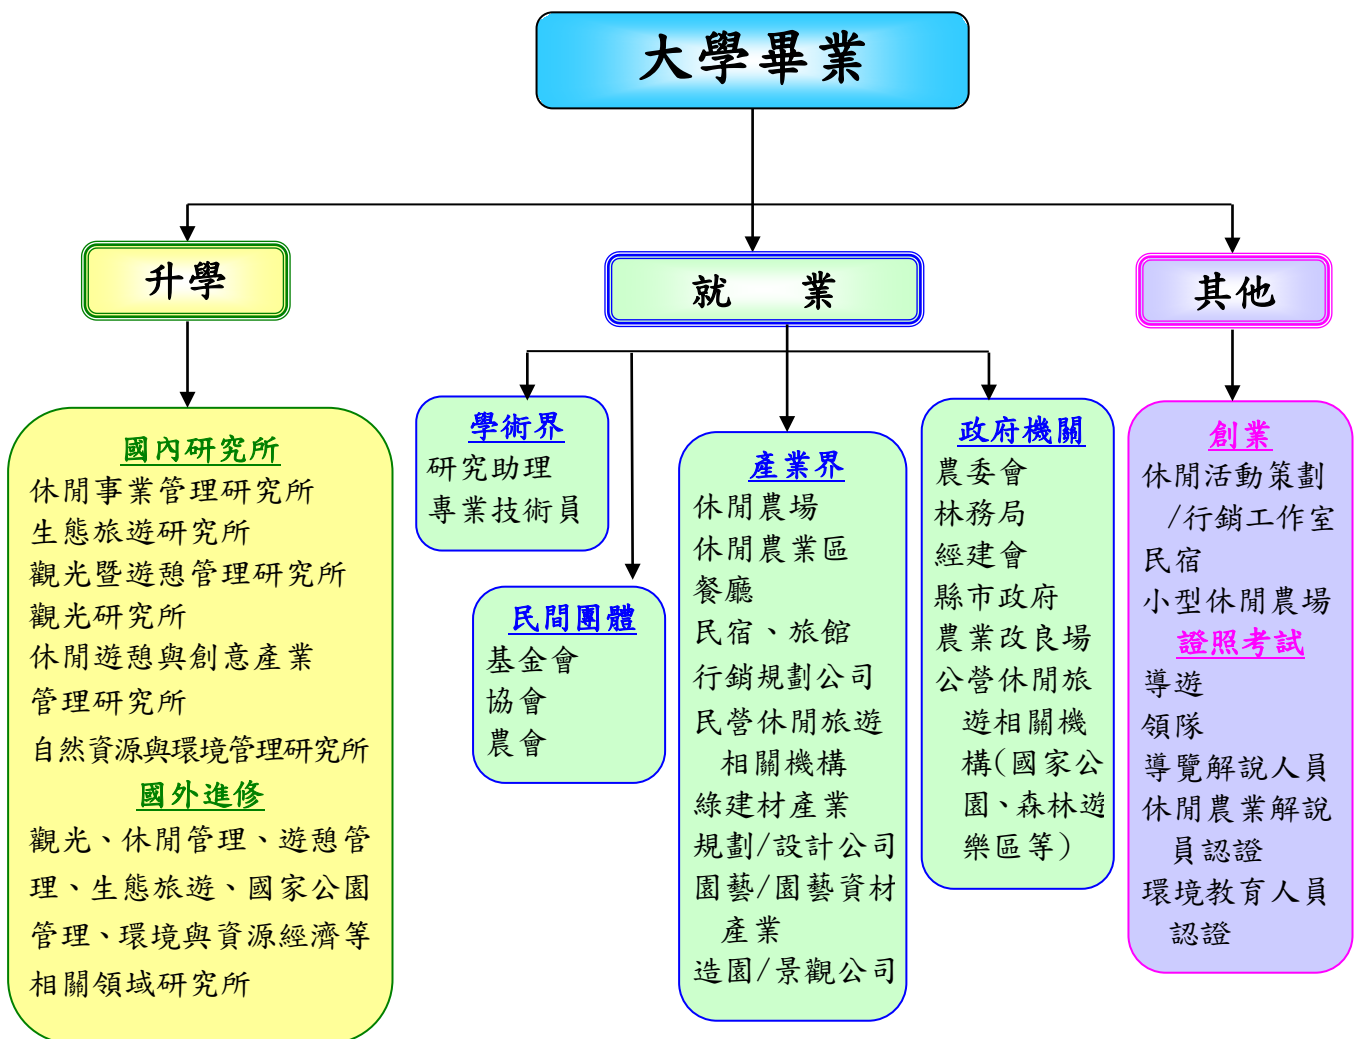 大學畢業
升學
就 業
其他
國內研究所
休閒事業管理研究所
生態旅遊研究所
觀光暨遊憩管理研究所
觀光研究所
休閒遊憩與創意產業
管理研究所
自然資源與環境管理研究所
國外進修
觀光、休閒管理、遊憩管
理、生態旅遊、國家公園
管理、環境與資源經濟等
相關領域研究所
學術界
研究助理
專業技術員
民間團體
基金會
協會
農會
產業界
休閒農場
休閒農業區
餐廳
民宿、旅館
行銷規劃公司
民營休閒旅遊
相關機構
綠建材產業
規劃/設計公司
園藝/園藝資材
產業
造園/景觀公司
政府機關
農委會
林務局
經建會
縣市政府
農業改良場
公營休閒旅
遊相關機
構(國家公
園、森林遊
樂區等)
創業
休閒活動策劃
/行銷工作室
民宿
小型休閒農場
證照考試
導遊
領隊
導覽解說人員
休閒農業解說
員認證
環境教育人員
認證